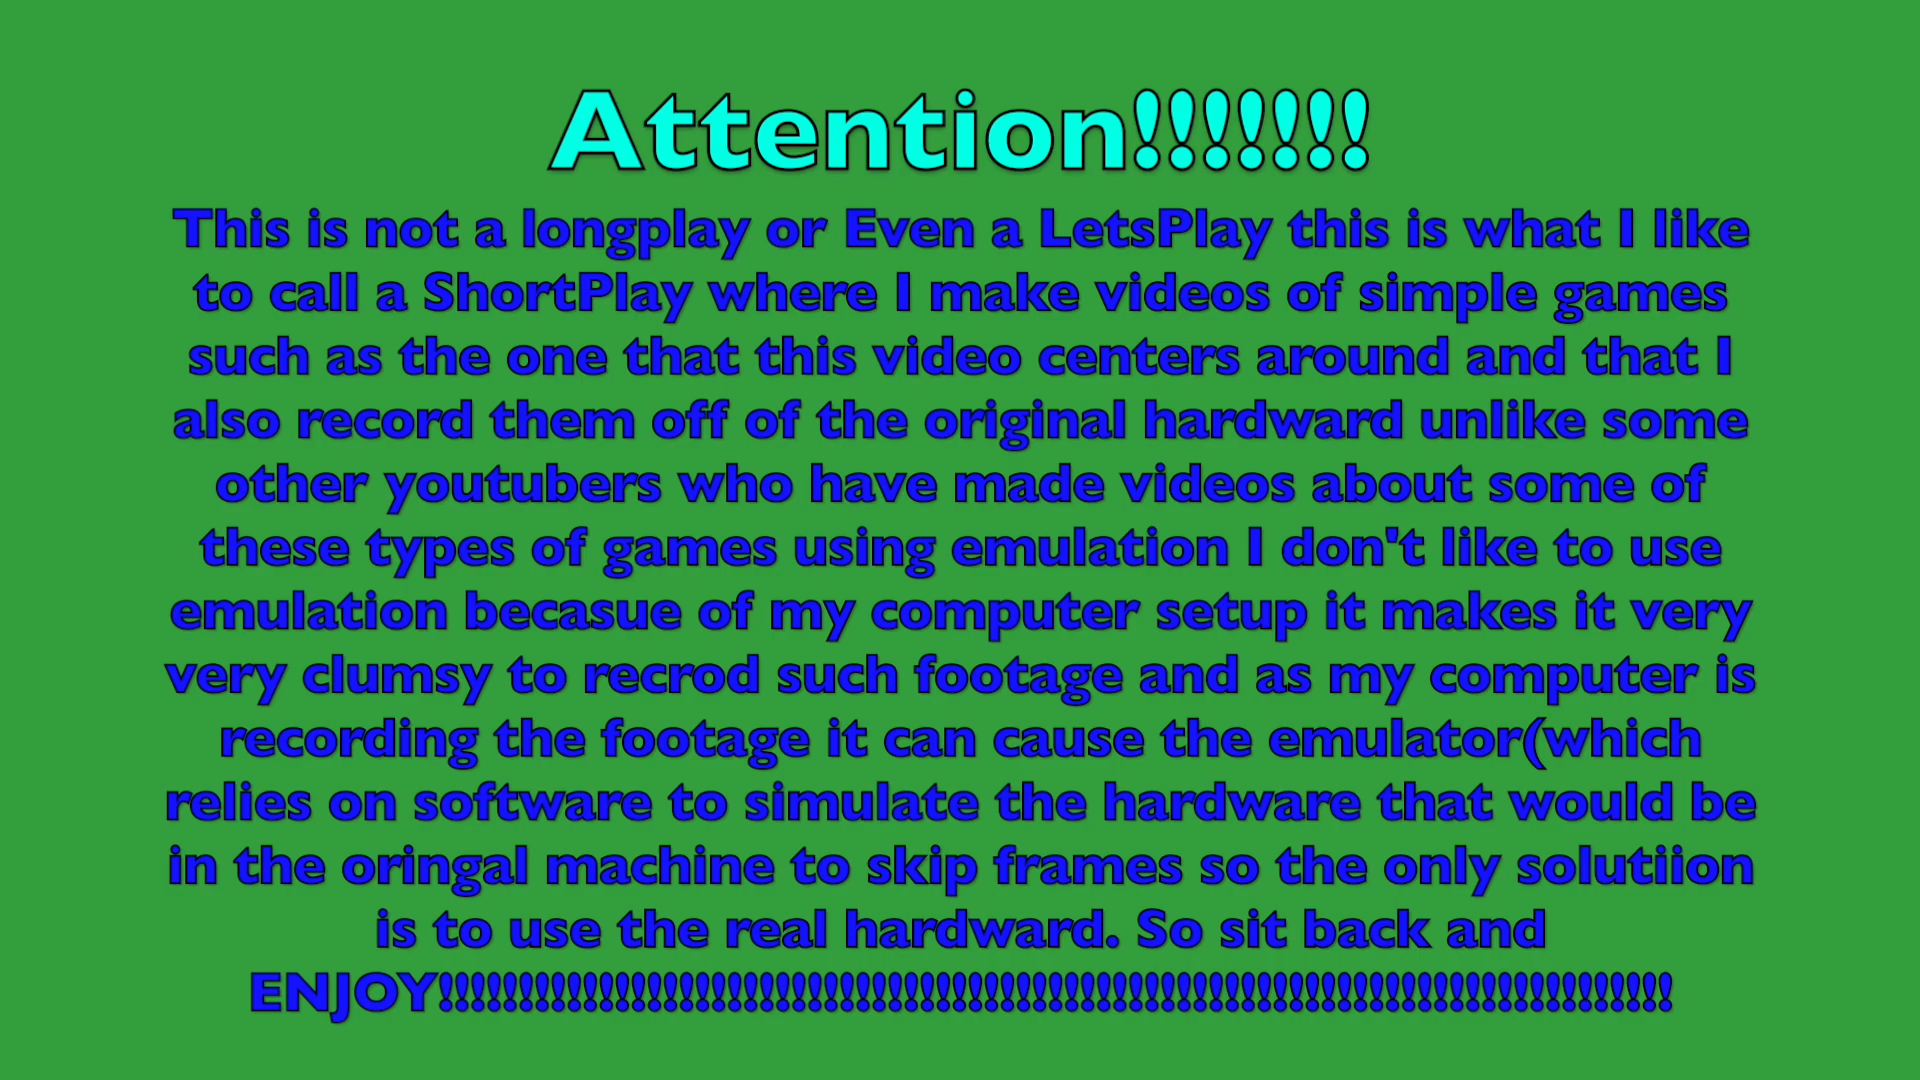 Attention!!!!!!!
This is not a longplay or Even a LetsPlay this is what I like
to call a ShortPlay where I make videos of simple games
such as the one that this video centers around and that I
also record them off of the original hardward unlike some
other youtubers who have made videos about some of
these types of games using emulation I don't like to use
emulation becasue of my computer setup it makes it very
very clumsy to recrod such footage and as my computer is
recording the footage it can cause the emulator(which
relies on software to simulate the hardware that would be
in the oringal machine to skip frames so the only solutiion
is to use the real hardward. So sit back and
ENJOY!!!!!!!!!!!!!!!!!!!!!!!!!!!!!!!!!!!!!!!!!!!!!!!!!!!!!!!!!!!!!!!!!!!!!!!!!!!!!